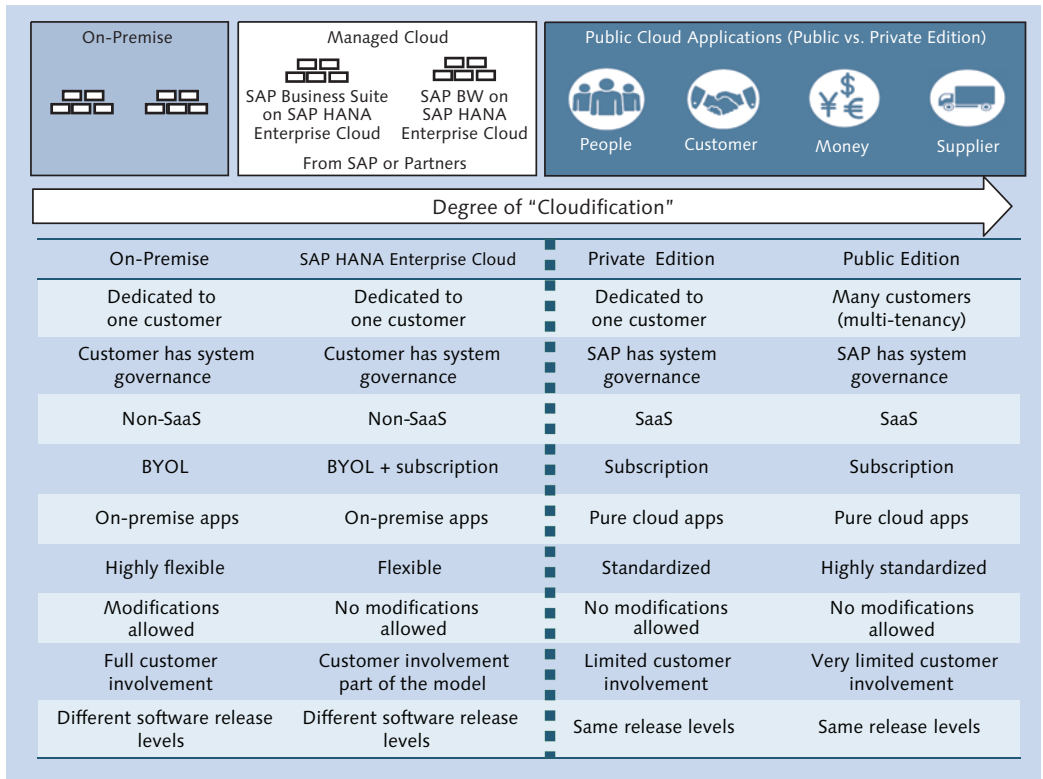 On-Premise
Managed Cloud
SAP Business Suite
on SAP HANA
Enterprise Cloud
SAP BW on
SAP HANA
Enterprise Cloud
From SAP or Partners
Public Cloud Applications (Public vs. Private Edition)
¥$€
People
Customer
Money
Supplier
Degree of “Cloudification”
On-Premise
SAP HANA Enterprise Cloud
Private Edition
Public Edition
Dedicated to
one customer
Dedicated to
one customer
Dedicated to
one customer
Many customers
(multi-tenancy)
Customer has system
governance
Customer has system
governance
SAP has system
governance
SAP has system
governance
Non-SaaS
Non-SaaS
SaaS
SaaS
BYOL
BYOL + subscription
Subscription
Subscription
On-premise apps
On-premise apps
Pure cloud apps
Pure cloud apps
Highly flexible
Flexible
Standardized
Highly standardized
Modifications
allowed
No modifications
allowed
No modifications
allowed
No modifications
allowed
Full customer
involvement
Customer involvement
part of the model
Limited customer
involvement
Very limited customer
involvement
Different software release
levels
Different software release
levels
Same release levels
Same release levels